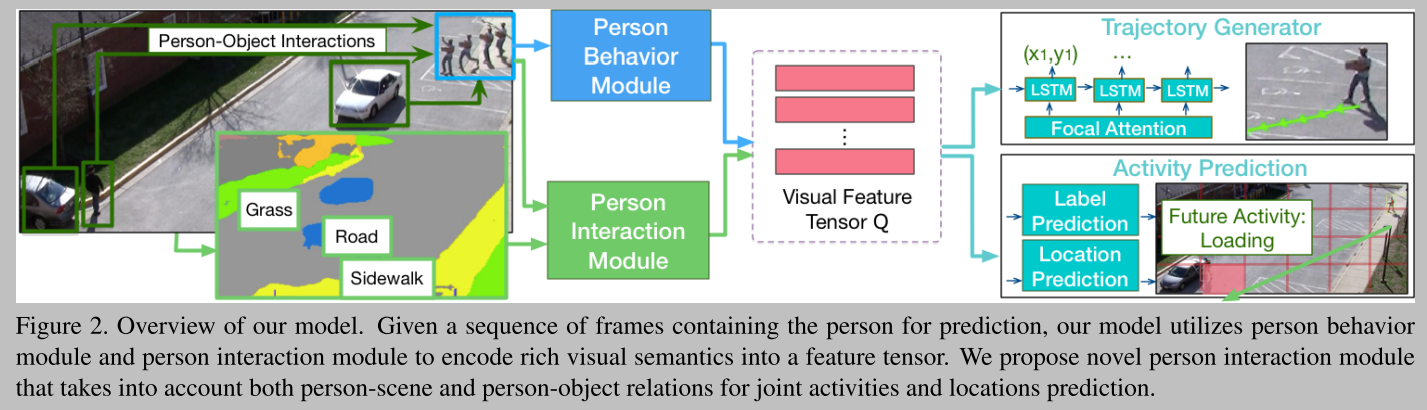 Person-Object Interactions
Grass
Road
Sidewalk
Person
Behavior
Module
Person
Interaction
Module
⋮
Visual Feature
Tensor Q
Trajectory Generator
(x1,y1) ...
LSTM LSTM LSTM
Focal Attention
Activity Prediction
Label
Prediction
Location
Prediction
Future Activity:
Loading
Figure 2. Overview of our model. Given a sequence of frames containing the person for prediction, our model utilizes person behavior
module and person interaction module to encode rich visual semantics into a feature tensor. We propose novel person interaction module
that takes into account both person-scene and person-object relations for joint activities and locations prediction.